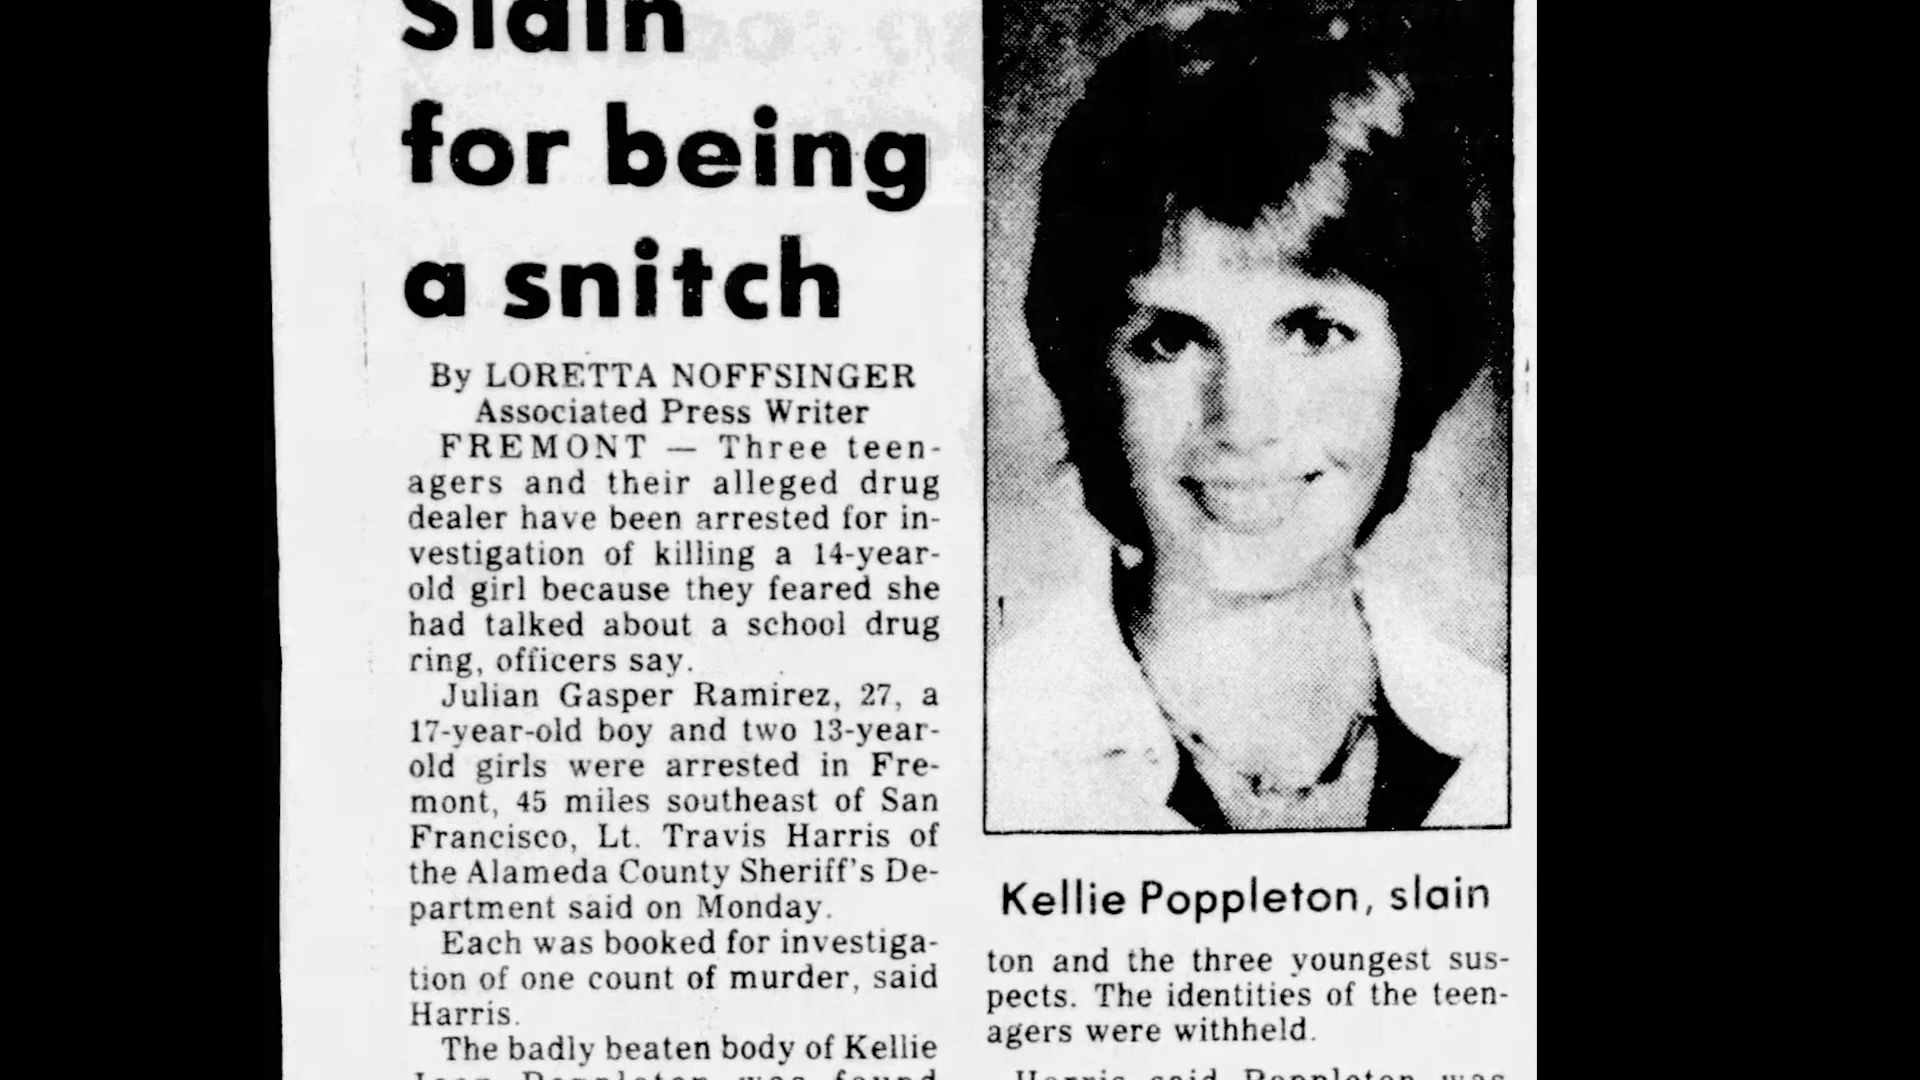 Slain
for being
a snitch
By LORETTA NOFFSINGER
Associated Press Writer
FREMONT — Three teen-
agers and their alleged drug
dealer have been arrested for in-
vestigation of killing a 14-year-
old girl because they feared she
had talked about a school drug
ring, officers say.
Julian Gasper Ramirez, 27, a
17-year-old boy and two 13-year-
old girls were arrested in Fre-
mont, 45 miles southeast of San
Francisco, Lt. Travis Harris of
the Alameda County Sheriff's De-
partment said on Monday.
Each was booked for investiga-
tion of one count of murder, said
Harris.
The badly beaten body of Kellie
Jean Poppleton was found
Kellie Poppleton, slain
ton and the three youngest sus-
pects. The identities of the teen-
agers were withheld.
Harris said Poppleton was